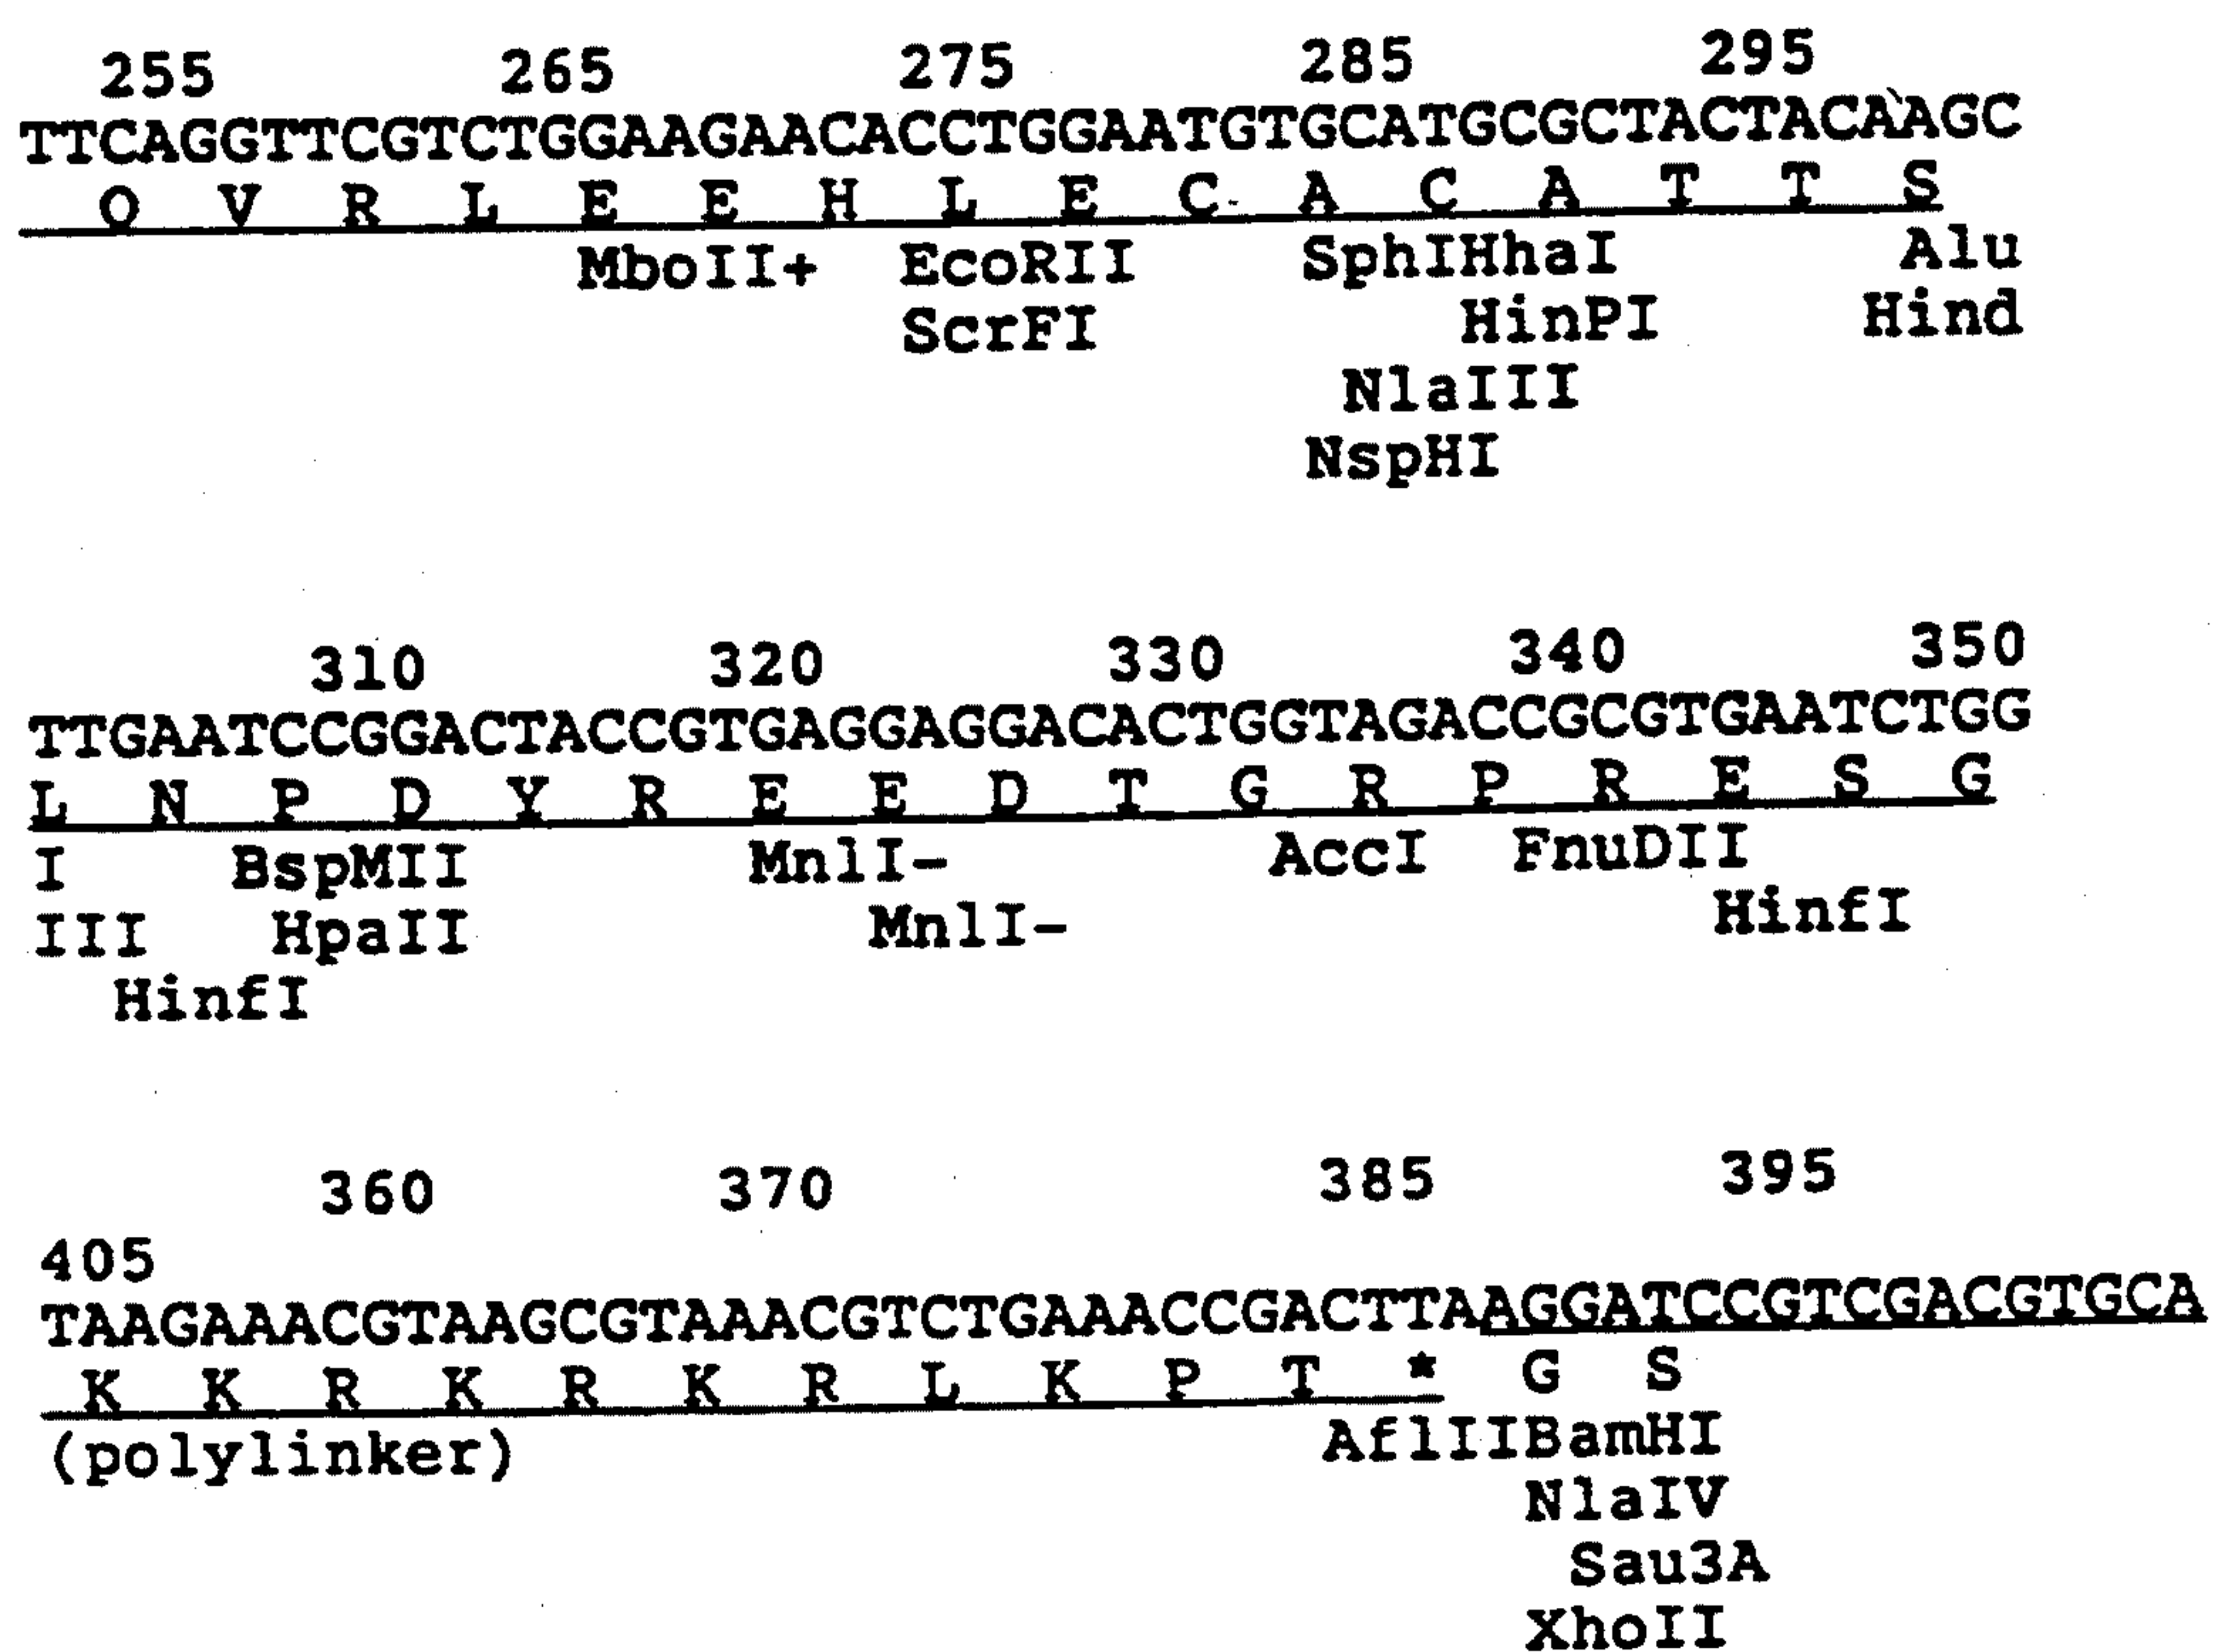 255 265 275 285 295
TTCAGGTTCGTCTGGAAGAACACCTGGAATGTGCATGCGCTACTACAAGC
Q V R L E E H L E C A C A T T S
MboII+ EcoRII SphIHhaI Alu
ScrFI HinPI Hind
NlaIII
NspHI
310 320 330 340 350
TTGAATCCGGACTACCGTGAGGAGGACACTGGTAGACCGCGTGAATCTGG
L N P D Y R E E D T G R P R E S G
I BspMII MnlI- AccI FnuDII
III HpaII MnlI- HinfI
HinfI
360 370 385 395
405
TAAGAAACGTAAGCGTAAACGTCTGAAACCGACTTAAGGATCCGTCGACGTGCA
K K R K R K R L K P T * G S
(polylinker) AflIIBamHI
NlaIV
Sau3A
XhoII